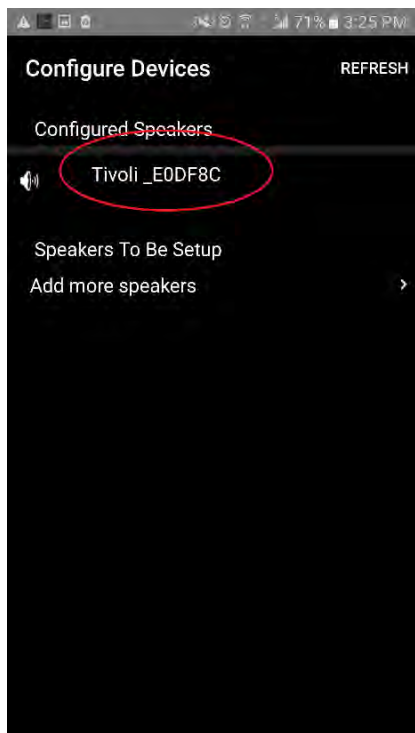 71% 3:25 PM
Configure Devices REFRESH
Configured Speakers
Tivoli _E0DF8C
Speakers To Be Setup
Add more speakers